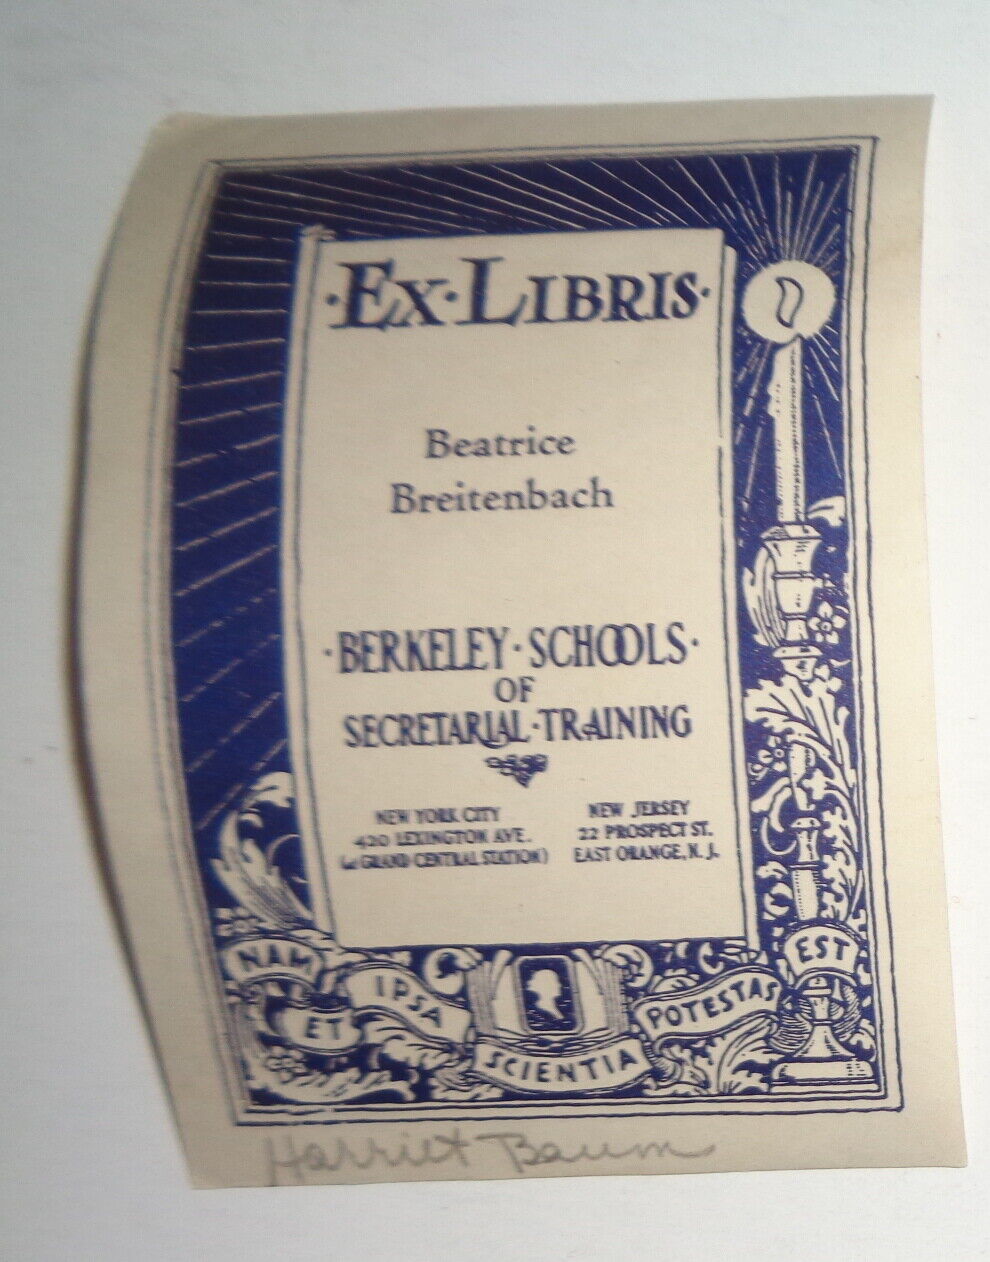 ·EX·LIBRIS·
Beatrice
Breitenbach
·BERKELEY·SCHOOLS·
OF
SECRETARIAL·TRAINING
NEW YORK CITY
420 LEXINGTON AVE.
(at GRAND CENTRAL STATION)
NEW JERSEY
22 PROSPECT ST.
EAST ORANGE, N. J.
NAM ET IPSA SCIENTIA POTESTAS EST
Harriet Baum